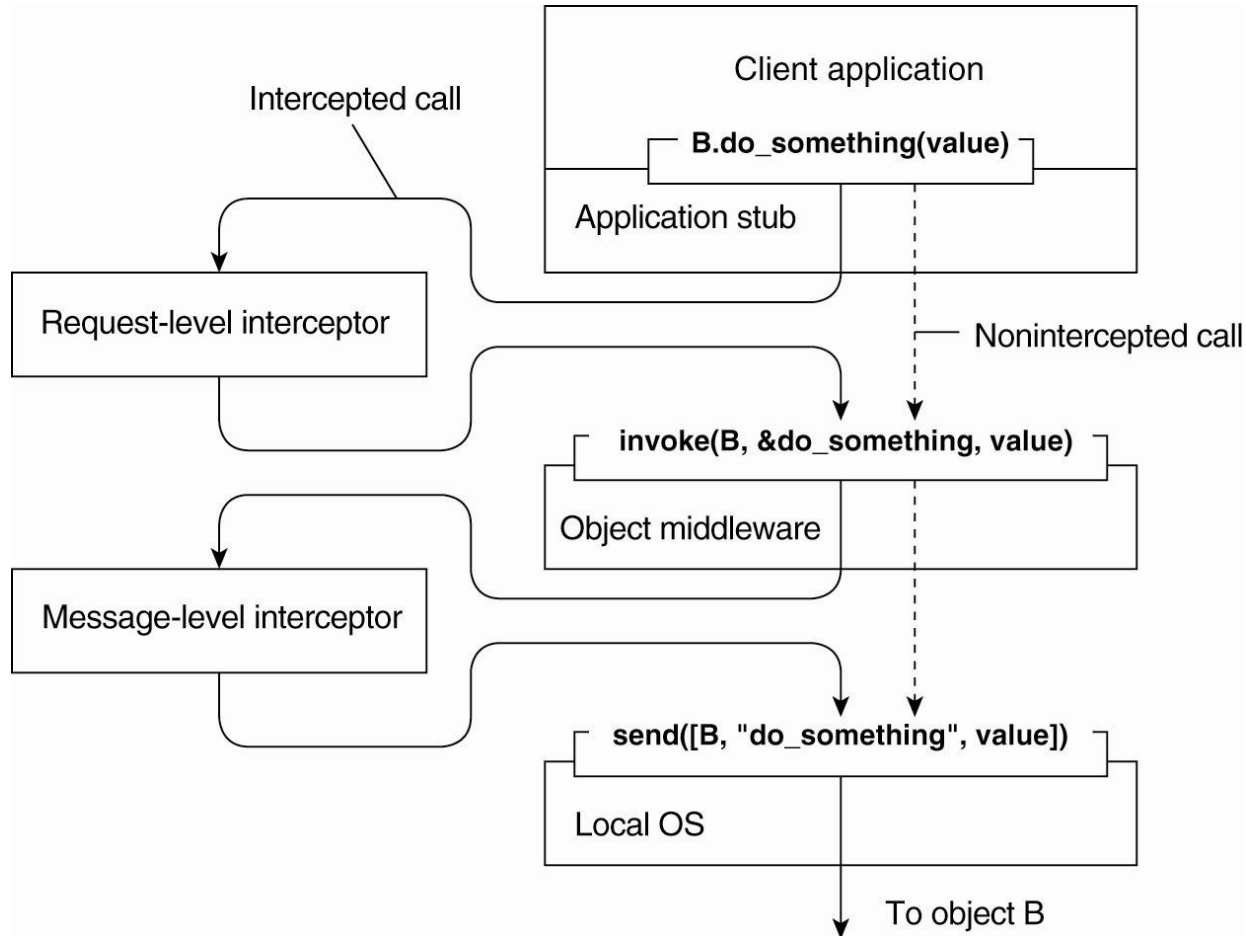 Client application
Intercepted call
B.do_something(value)
Application stub
Request-level interceptor
Nonintercepted call
invoke(B, &do_something, value)
Object middleware
Message-level interceptor
send([B, "do_something", value])
Local OS
To object B